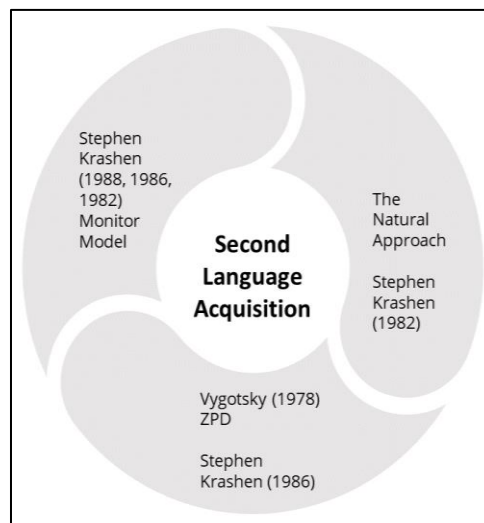 Stephen
Krashen
(1988, 1986,
1982)
Monitor
Model
The
Natural
Approach
Stephen
Krashen
(1982)
Second
Language
Acquisition
Vygotsky (1978)
ZPD
Stephen
Krashen (1986)